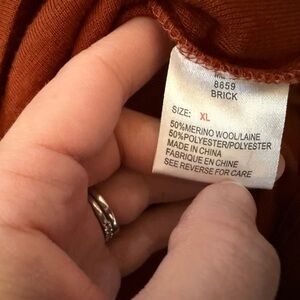 8859
BRICK
SIZE: XL
50%MERINO WOOL/LAINE
50%POLYESTER/POLYESTER
MADE IN CHINA
FABRIQUE EN CHINE
SEE REVERSE FOR CARE